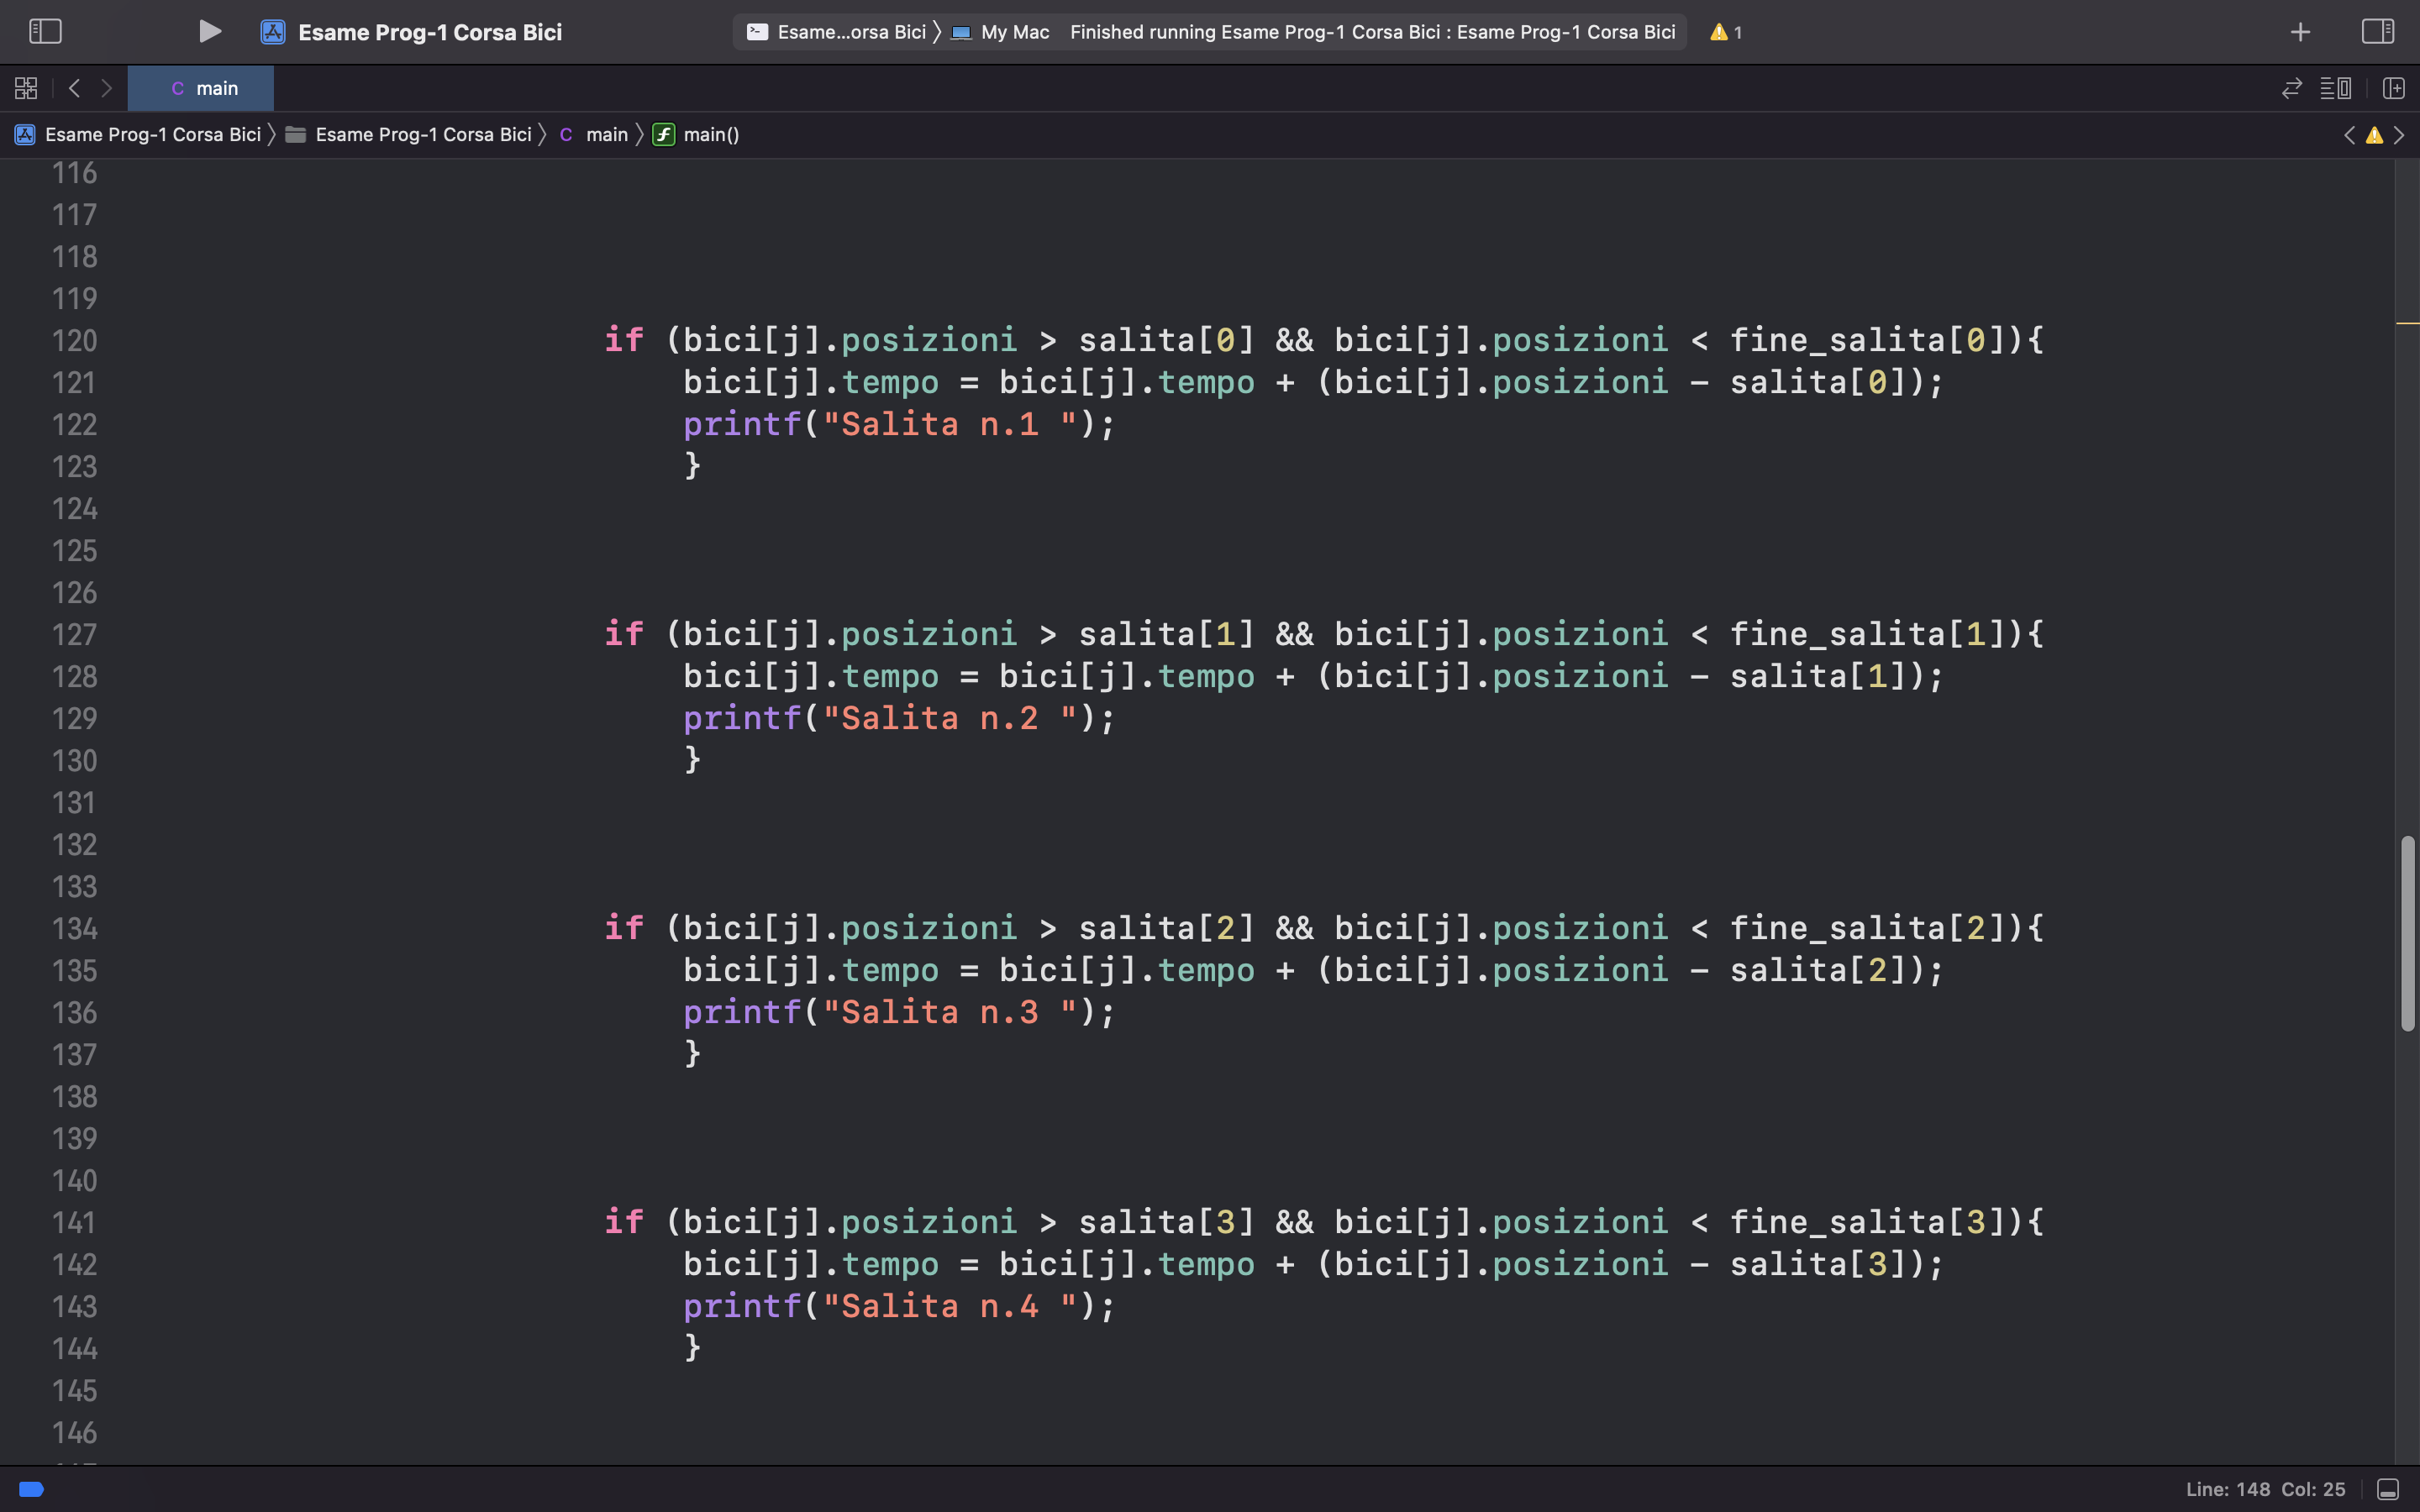 Esame Prog-1 Corsa Bici
Esame...orsa Bici 〉 My Mac Finished running Esame Prog-1 Corsa Bici : Esame Prog-1 Corsa Bici 1
C main
Esame Prog-1 Corsa Bici 〉 Esame Prog-1 Corsa Bici 〉 C main 〉 f main()
116
117
118
119
120 if (bici[j].posizioni > salita[0] && bici[j].posizioni < fine_salita[0]){
121 bici[j].tempo = bici[j].tempo + (bici[j].posizioni - salita[0]);
122 printf("Salita n.1 ");
123 }
124
125
126
127 if (bici[j].posizioni > salita[1] && bici[j].posizioni < fine_salita[1]){
128 bici[j].tempo = bici[j].tempo + (bici[j].posizioni - salita[1]);
129 printf("Salita n.2 ");
130 }
131
132
133
134 if (bici[j].posizioni > salita[2] && bici[j].posizioni < fine_salita[2]){
135 bici[j].tempo = bici[j].tempo + (bici[j].posizioni - salita[2]);
136 printf("Salita n.3 ");
137 }
138
139
140
141 if (bici[j].posizioni > salita[3] && bici[j].posizioni < fine_salita[3]){
142 bici[j].tempo = bici[j].tempo + (bici[j].posizioni - salita[3]);
143 printf("Salita n.4 ");
144 }
145
146
Line: 148 Col: 25